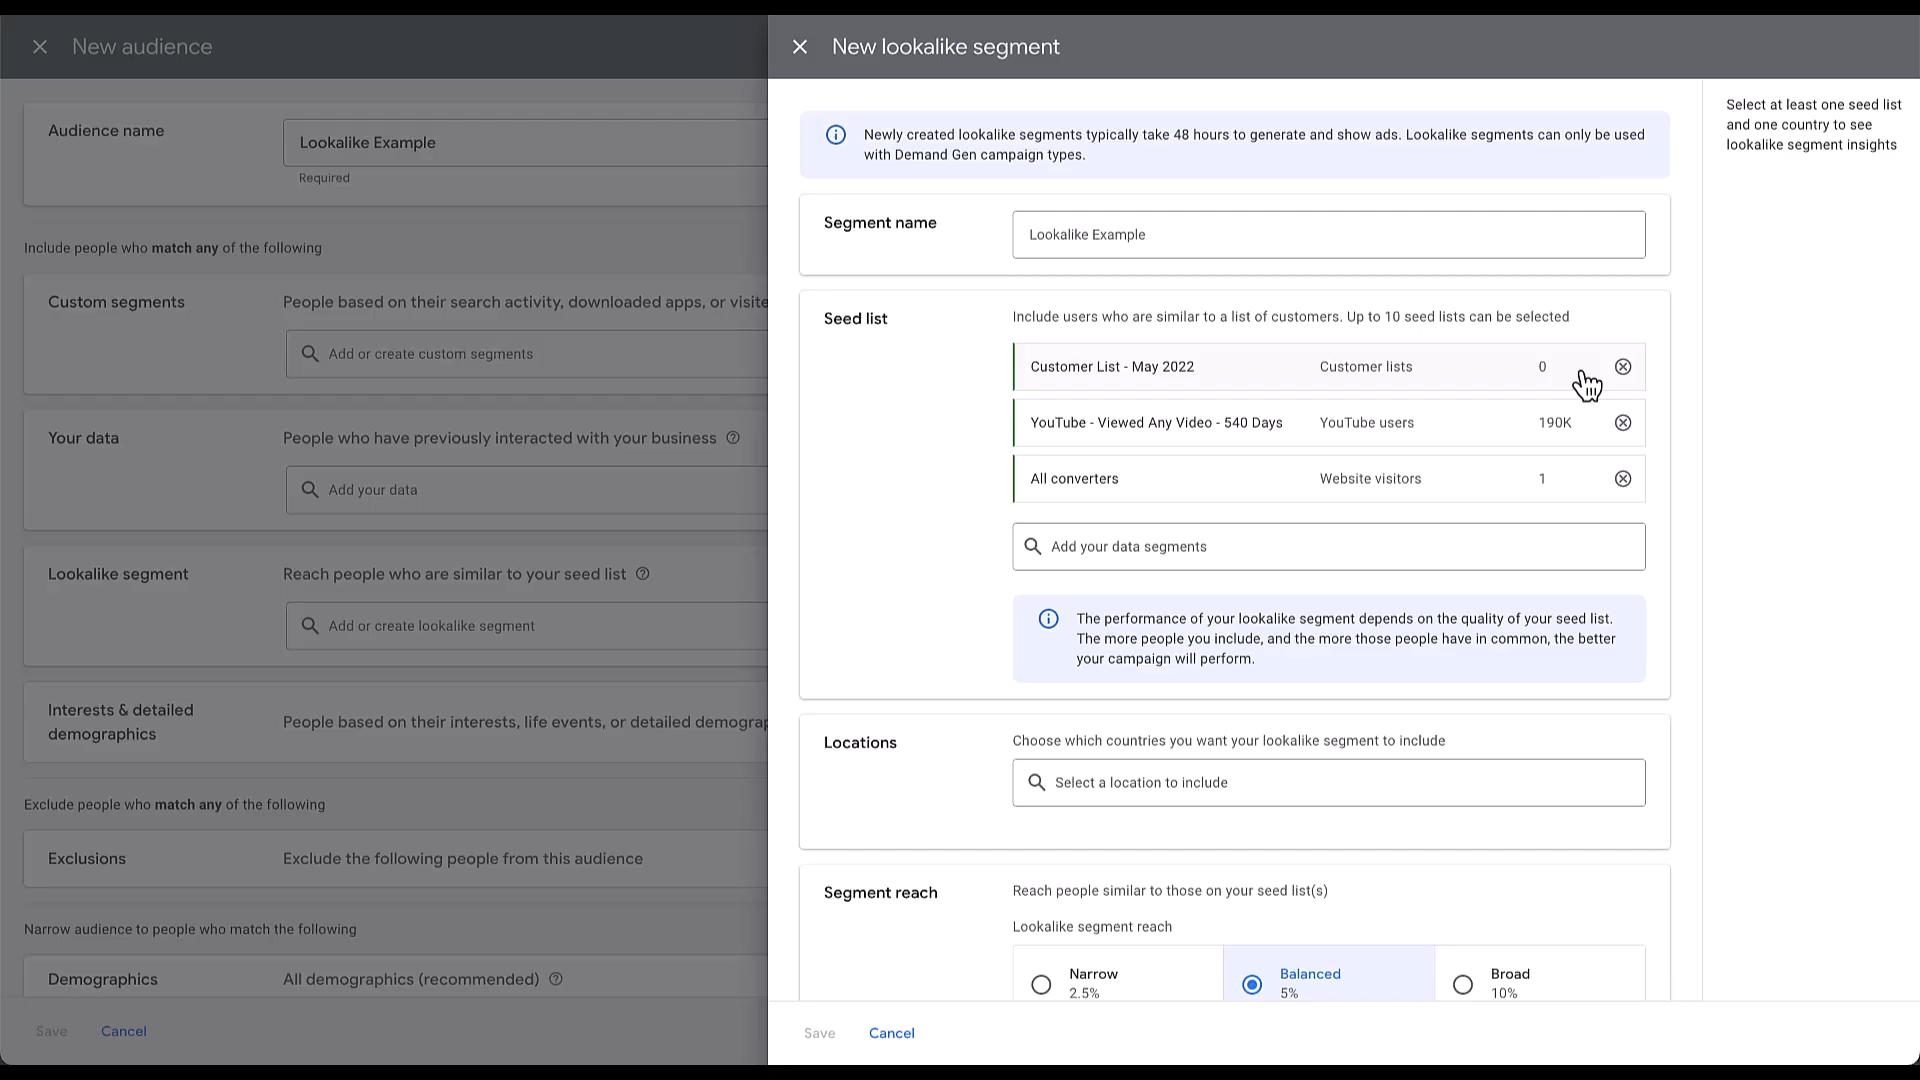 New audience
Audience name
Lookalike Example
Required
Include people who match any of the following
Custom segments
People based on their search activity, downloaded apps, or visite
Add or create custom segments
Your data
People who have previously interacted with your business
Add your data
Lookalike segment
Reach people who are similar to your seed list
Add or create lookalike segment
Interests & detailed
demographics
People based on their interests, life events, or detailed demograp
Exclude people who match any of the following
Exclusions
Exclude the following people from this audience
Narrow audience to people who match the following
Demographics
All demographics (recommended)
Save
Cancel
New lookalike segment
Newly created lookalike segments typically take 48 hours to generate and show ads. Lookalike segments can only be used
with Demand Gen campaign types.
Segment name
Lookalike Example
Seed list
Include users who are similar to a list of customers. Up to 10 seed lists can be selected
Customer List - May 2022 Customer lists 0
YouTube - Viewed Any Video - 540 Days YouTube users 190K
All converters Website visitors 1
Add your data segments
The performance of your lookalike segment depends on the quality of your seed list.
The more people you include, and the more those people have in common, the better
your campaign will perform.
Locations
Choose which countries you want your lookalike segment to include
Select a location to include
Segment reach
Reach people similar to those on your seed list(s)
Lookalike segment reach
Narrow
2.5%
Balanced
5%
Broad
10%
Save
Cancel
Select at least one seed list
and one country to see
lookalike segment insights